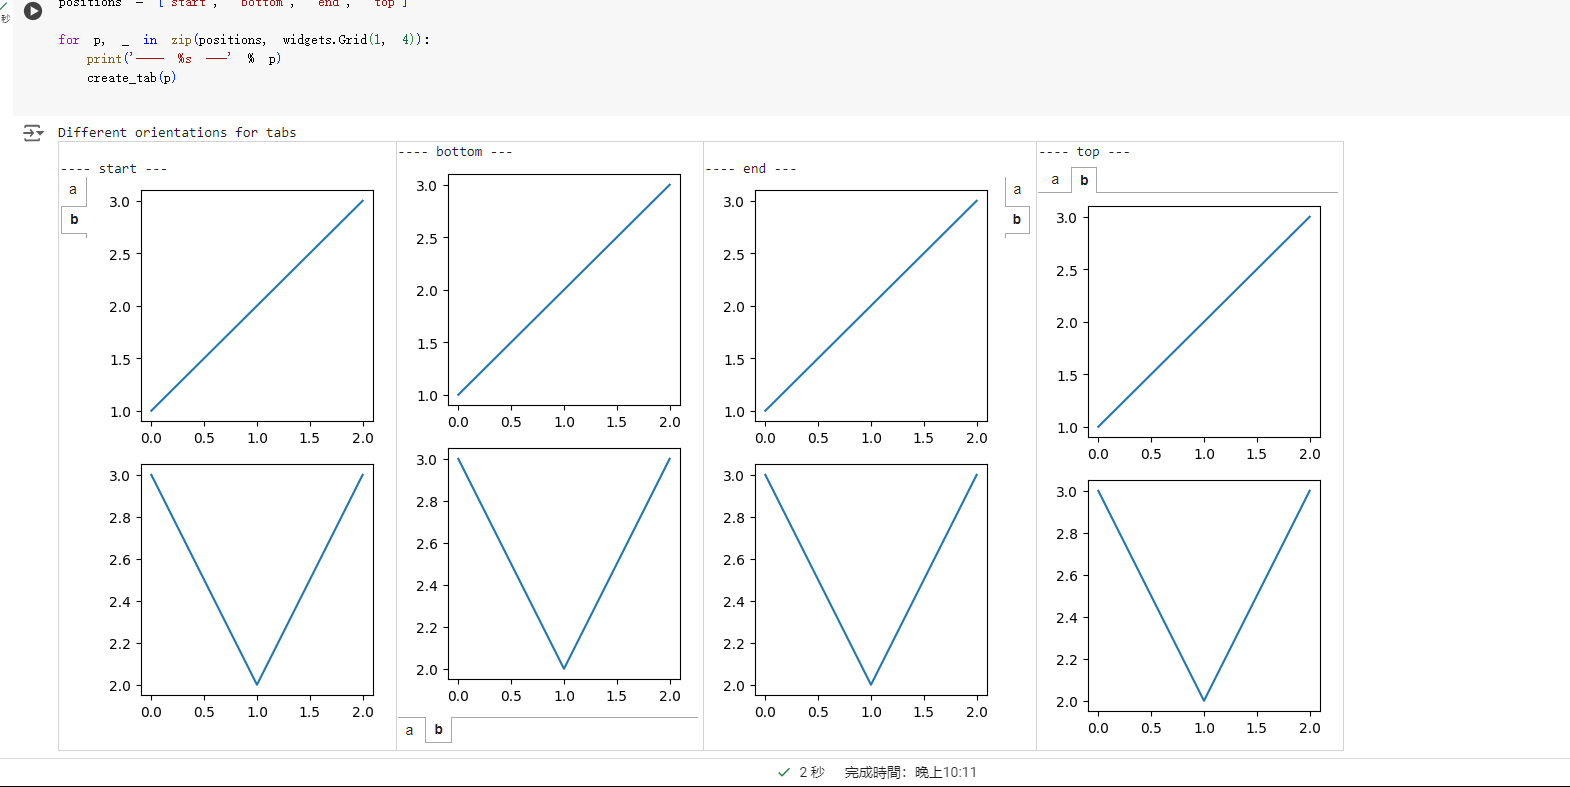 positions = ['start', 'bottom', 'end', 'top']
for p, _ in zip(positions, widgets.Grid(1, 4)):
print('---- %s ---' % p)
create_tab(p)
秒
Different orientations for tabs
---- start ---
a
b
3.0
2.5
2.0
1.5
1.0
0.0 0.5 1.0 1.5 2.0
3.0
2.8
2.6
2.4
2.2
2.0
0.0 0.5 1.0 1.5 2.0
---- bottom ---
3.0
2.5
2.0
1.5
1.0
0.0 0.5 1.0 1.5 2.0
3.0
2.8
2.6
2.4
2.2
2.0
0.0 0.5 1.0 1.5 2.0
a b
---- end ---
3.0
2.5
2.0
1.5
1.0
0.0 0.5 1.0 1.5 2.0
3.0
2.8
2.6
2.4
2.2
2.0
0.0 0.5 1.0 1.5 2.0
a
b
---- top ---
a b
3.0
2.5
2.0
1.5
1.0
0.0 0.5 1.0 1.5 2.0
3.0
2.8
2.6
2.4
2.2
2.0
0.0 0.5 1.0 1.5 2.0
2 秒 完成時間：晚上10:11